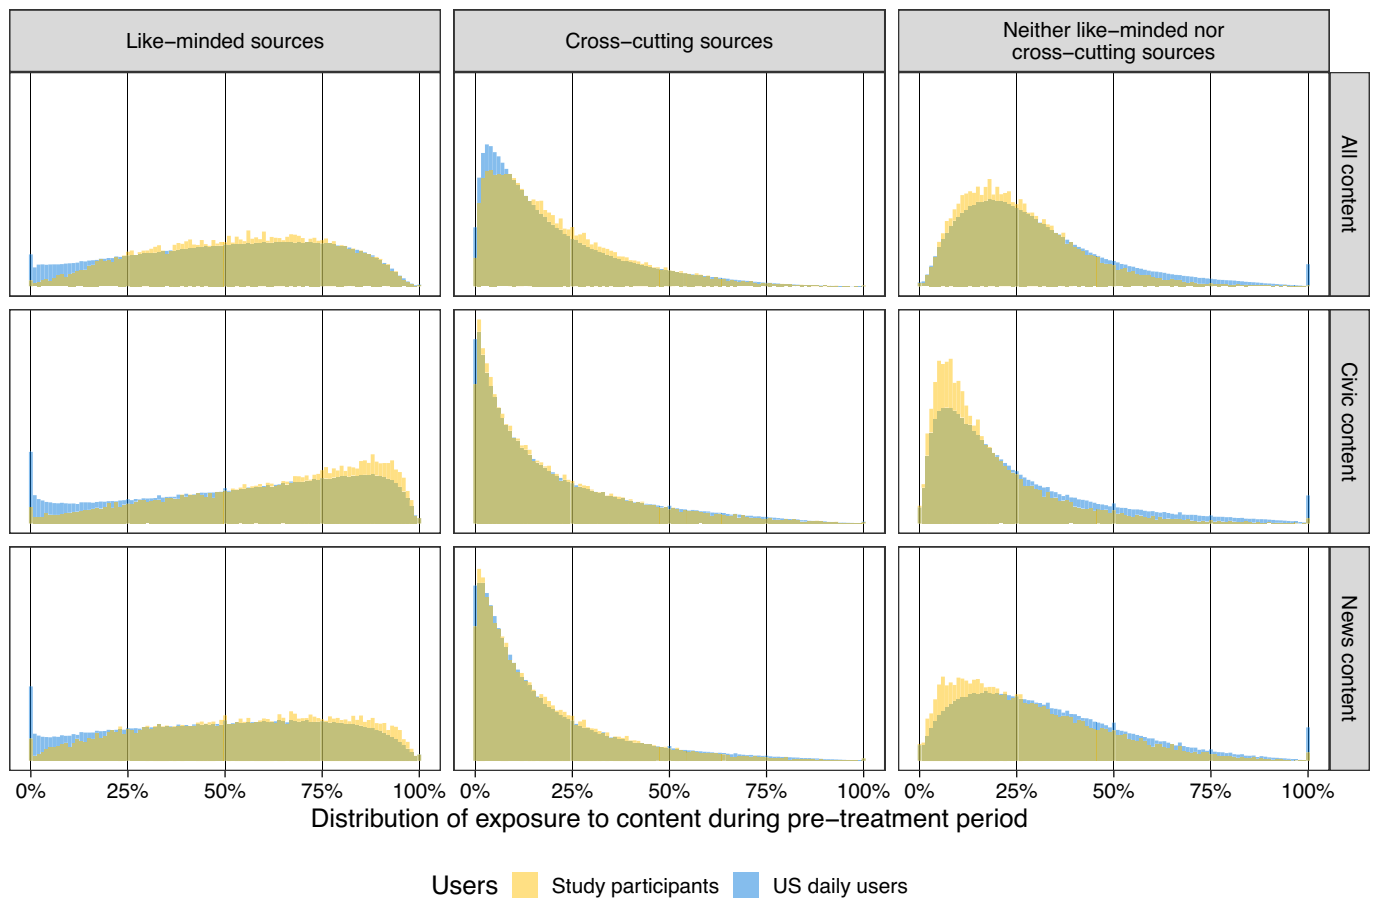 Like−minded sources
Cross−cutting sources
Neither like−minded nor
cross−cutting sources
All content
Civic content
News content
0% 25% 50% 75% 100% 0% 25% 50% 75% 100% 0% 25% 50% 75% 100%
Distribution of exposure to content during pre−treatment period
Users Study participants US daily users